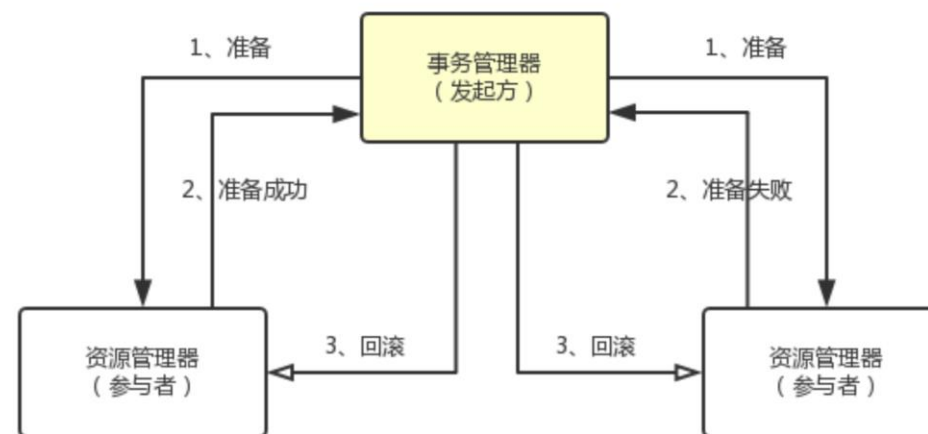 1、准备
事务管理器
（发起方）
1、准备
2、准备成功
2、准备失败
3、回滚
3、回滚
资源管理器
（参与者）
资源管理器
（参与者）